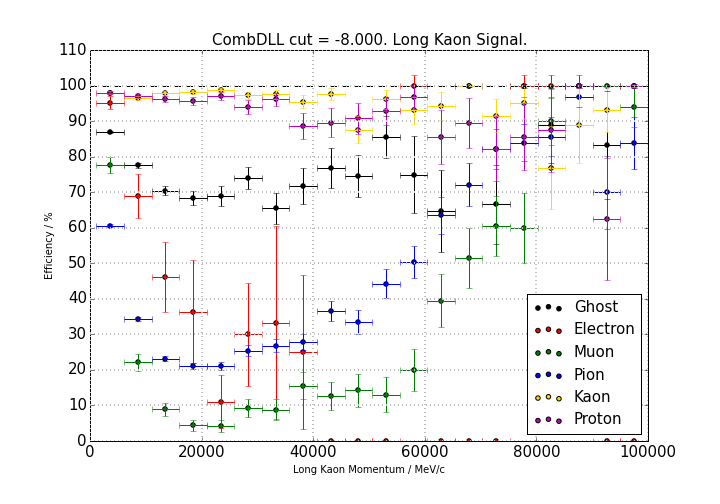 CombDLL cut = -8.000. Long Kaon Signal.
110
100
90
80
70
60
50
40
30
20
10
0
Efficiency / %
Ghost
Electron
Muon
Pion
Kaon
Proton
0 20000 40000 60000 80000 100000
Long Kaon Momentum / MeV/c